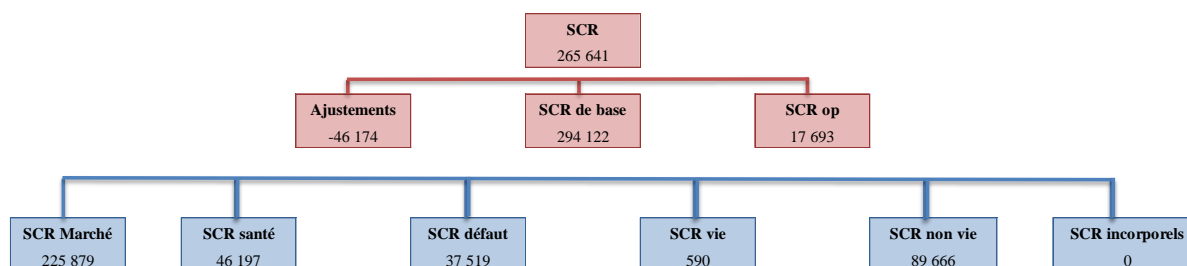 SCR
265 641
Ajustements
-46 174
SCR de base
294 122
SCR op
17 693
SCR Marché
225 879
SCR santé
46 197
SCR défaut
37 519
SCR vie
590
SCR non vie
89 666
SCR incorporels
0